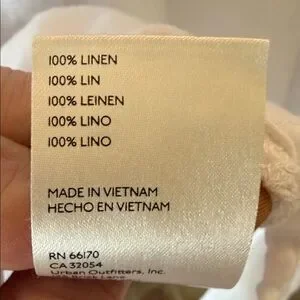 100% LINEN
100% LIN
100% LEINEN
100% LINO
100% LINO
MADE IN VIETNAM
HECHO EN VIETNAM
RN 66170
CA 32054
Urban Outfitters, Inc.